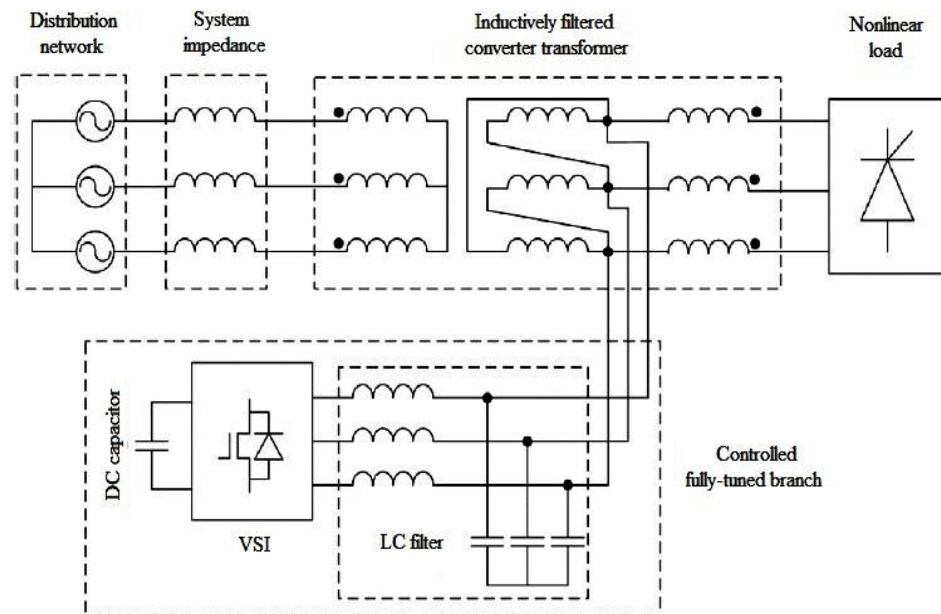 Distribution
network
System
impedance
Inductively filtered
converter transformer
Nonlinear
load
DC capacitor
VSI
LC filter
Controlled
fully-tuned branch